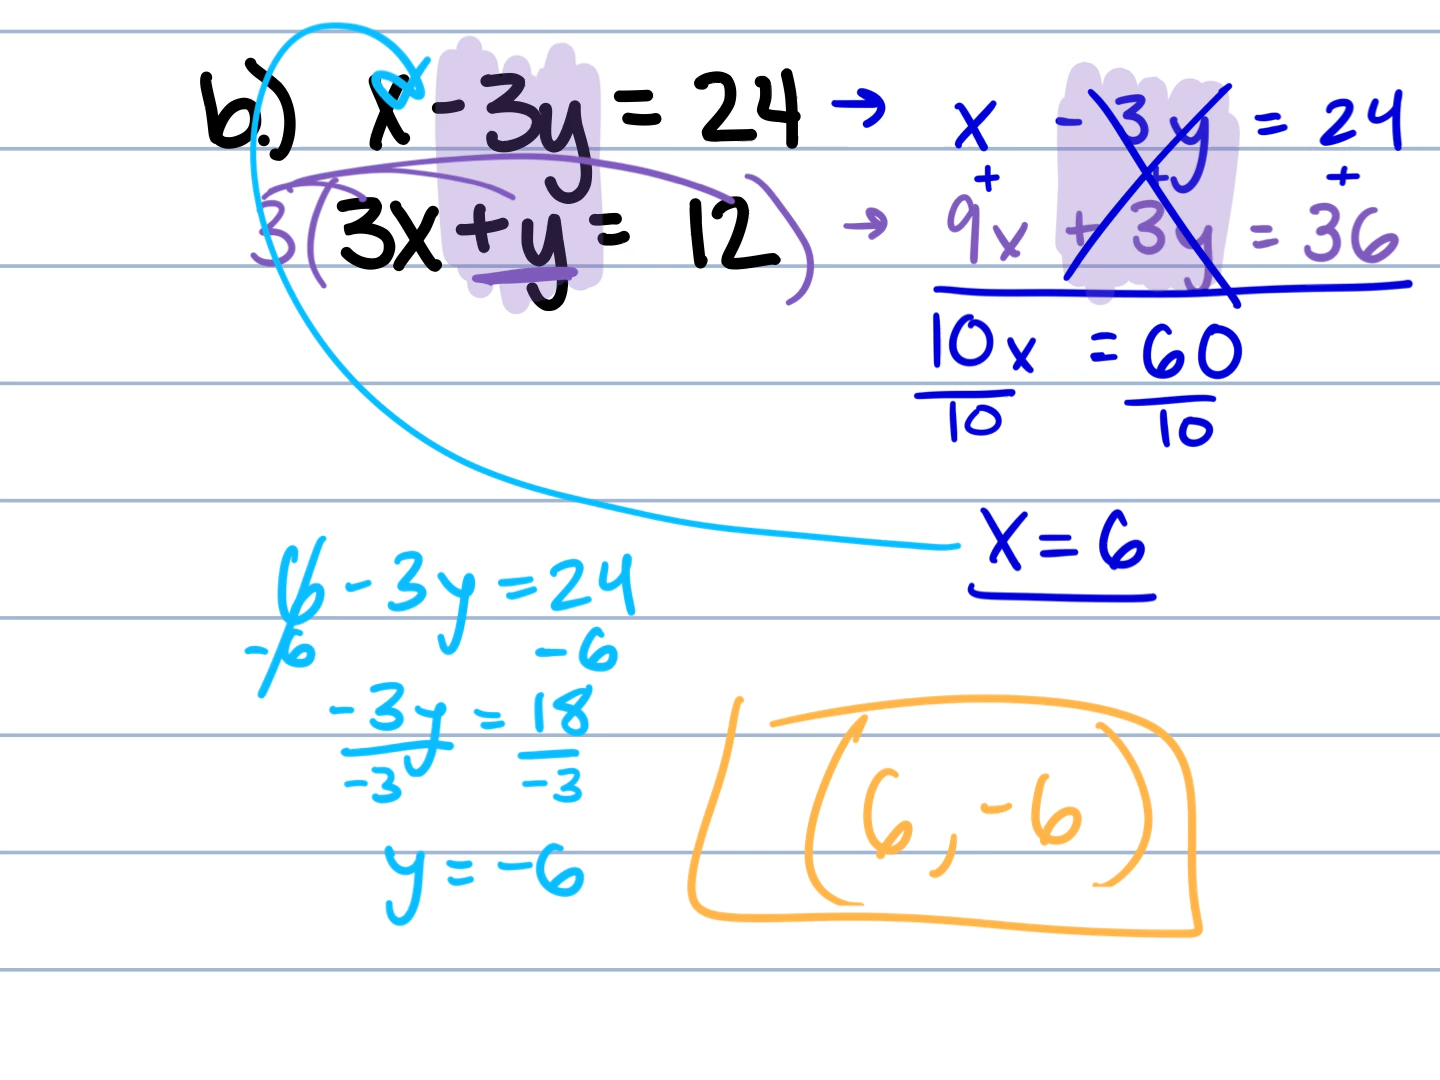 b.) x - 3y = 24 → x - 3y = 24
+ + +
3(3x + y = 12) → 9x + 3y = 36
10x = 60
10 10
x = 6
6 - 3y = 24
-6 -6
-3y = 18
-3 -3
y = -6
(6, -6)